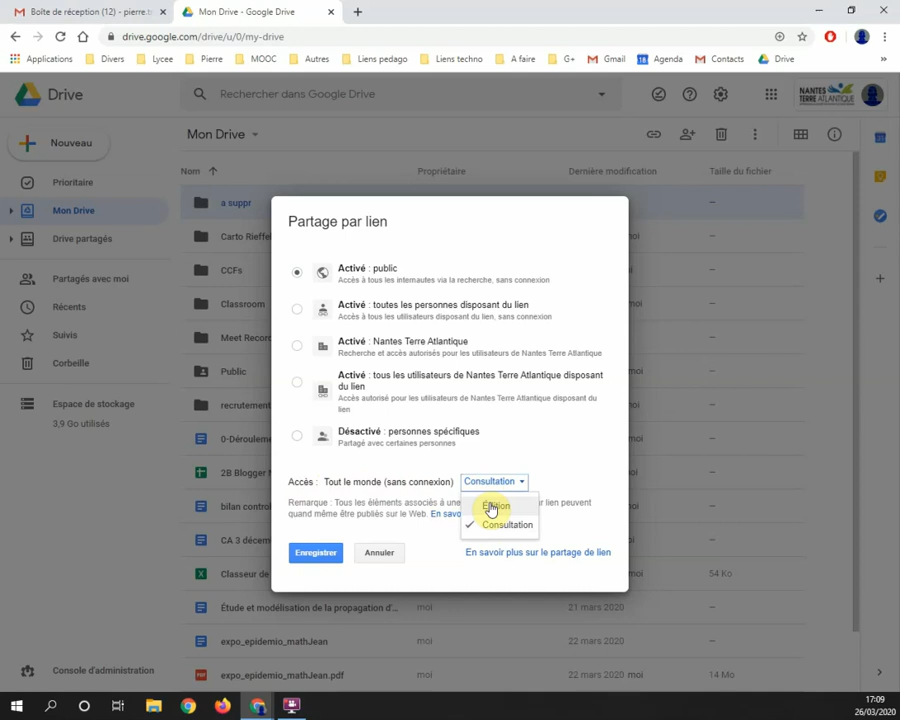 Boîte de réception (12) - pierre.t
Mon Drive - Google Drive
drive.google.com/drive/u/0/my-drive
Applications
Divers
Lycee
Pierre
MOOC
Autres
Liens pedago
Liens techno
A faire
G+
Gmail
Agenda
Contacts
Drive
»
Drive
Rechercher dans Google Drive
NANTES
TERRE ATLANTIQUE
Nouveau
Mon Drive
Nom
Propriétaire
Dernière modification
Taille du fichier
Prioritaire
Mon Drive
Drive partagés
Partagés avec moi
Récents
Suivis
Corbeille
Espace de stockage
3,9 Go utilisés
Console d'administration
a suppr
Carto Rieffel
CCFs
Classroom
Meet Record
Public
recrutement
0-Déroulem
2B Blogger N
bilan control
CA 3 décem
Classeur de
54 Ko
Étude et modélisation de la propagation d'...
moi
21 mars 2020
–
expo_epidemio_mathJean
moi
22 mars 2020
–
expo_epidemio_mathJean.pdf
moi
22 mars 2020 moi
14 Mo
Partage par lien
Activé : public
Accès à tous les internautes via la recherche, sans connexion
Activé : toutes les personnes disposant du lien
Accès à tous les utilisateurs disposant du lien, sans connexion
Activé : Nantes Terre Atlantique
Recherche et accès autorisés pour les utilisateurs de Nantes Terre Atlantique
Activé : tous les utilisateurs de Nantes Terre Atlantique disposant
du lien
Accès autorisé pour les utilisateurs de Nantes Terre Atlantique disposant du
lien
Désactivé : personnes spécifiques
Partagé avec certaines personnes
Accès : Tout le monde (sans connexion)
Consultation
Édition
Consultation
Remarque : Tous les éléments associés à une
lien peuvent
quand même être publiés sur le Web. En savo
Enregistrer
Annuler
En savoir plus sur le partage de lien
17:09
26/03/2020